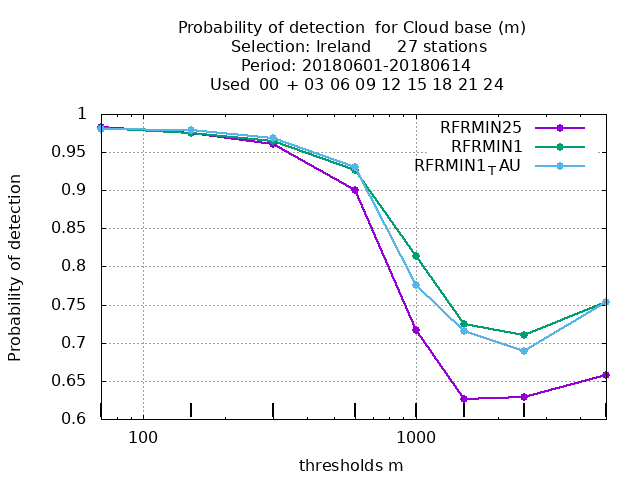 Probability of detection  for Cloud base (m)
Selection: Ireland     27 stations
Period: 20180601-20180614
Used  00 + 03 06 09 12 15 18 21 24
RFRMIN25
RFRMIN1
RFRMIN1TAU
1
0.95
0.9
0.85
0.8
0.75
0.7
0.65
0.6
Probability of detection
100
1000
thresholds m